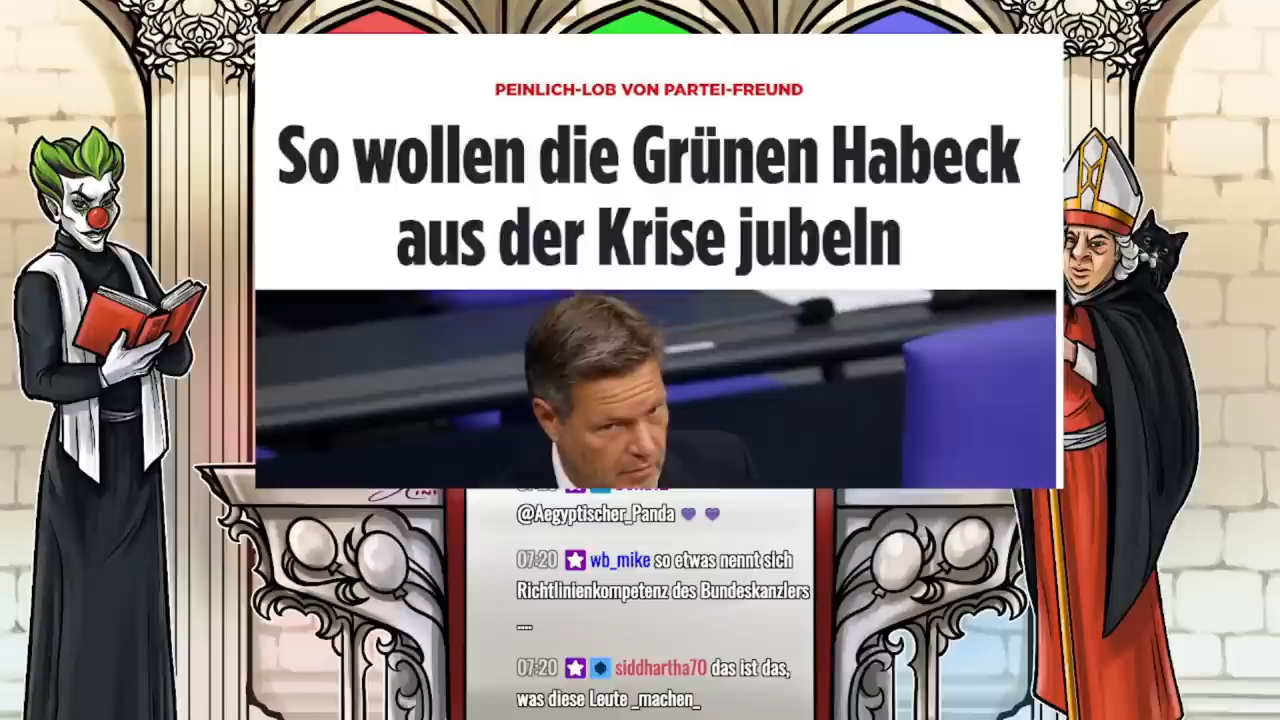 PEINLICH-LOB VON PARTEI-FREUND
So wollen die Grünen Habeck
aus der Krise jubeln
@Aegyptischer_Panda 💜 💜
07:20 wb_mike so etwas nennt sich
Richtlinienkompetenz des Bundeskanzlers
....
07:20 siddhartha70 das ist das,
was diese Leute _machen_